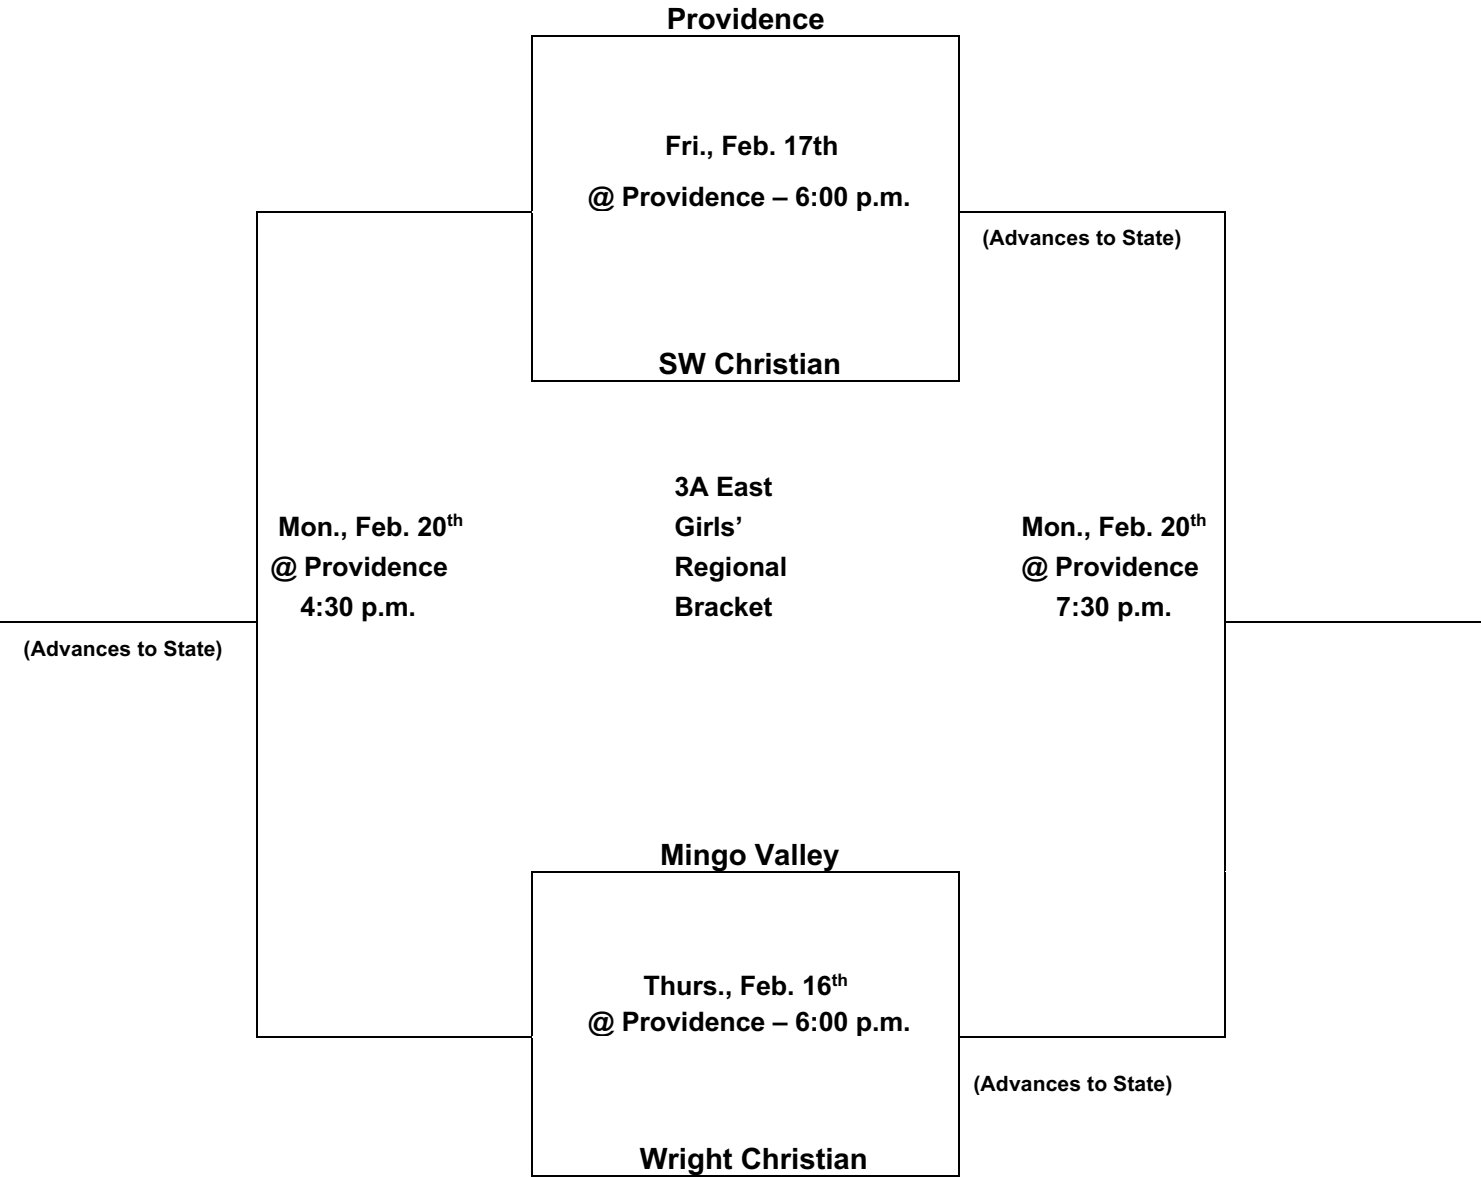 Providence
Fri., Feb. 17th
@ Providence – 6:00 p.m.
(Advances to State)
SW Christian
3A East
Girls’
Regional
Bracket
Mon., Feb. 20th
@ Providence
4:30 p.m.
Mon., Feb. 20th
@ Providence
7:30 p.m.
(Advances to State)
Mingo Valley
Thurs., Feb. 16th
@ Providence – 6:00 p.m.
(Advances to State)
Wright Christian